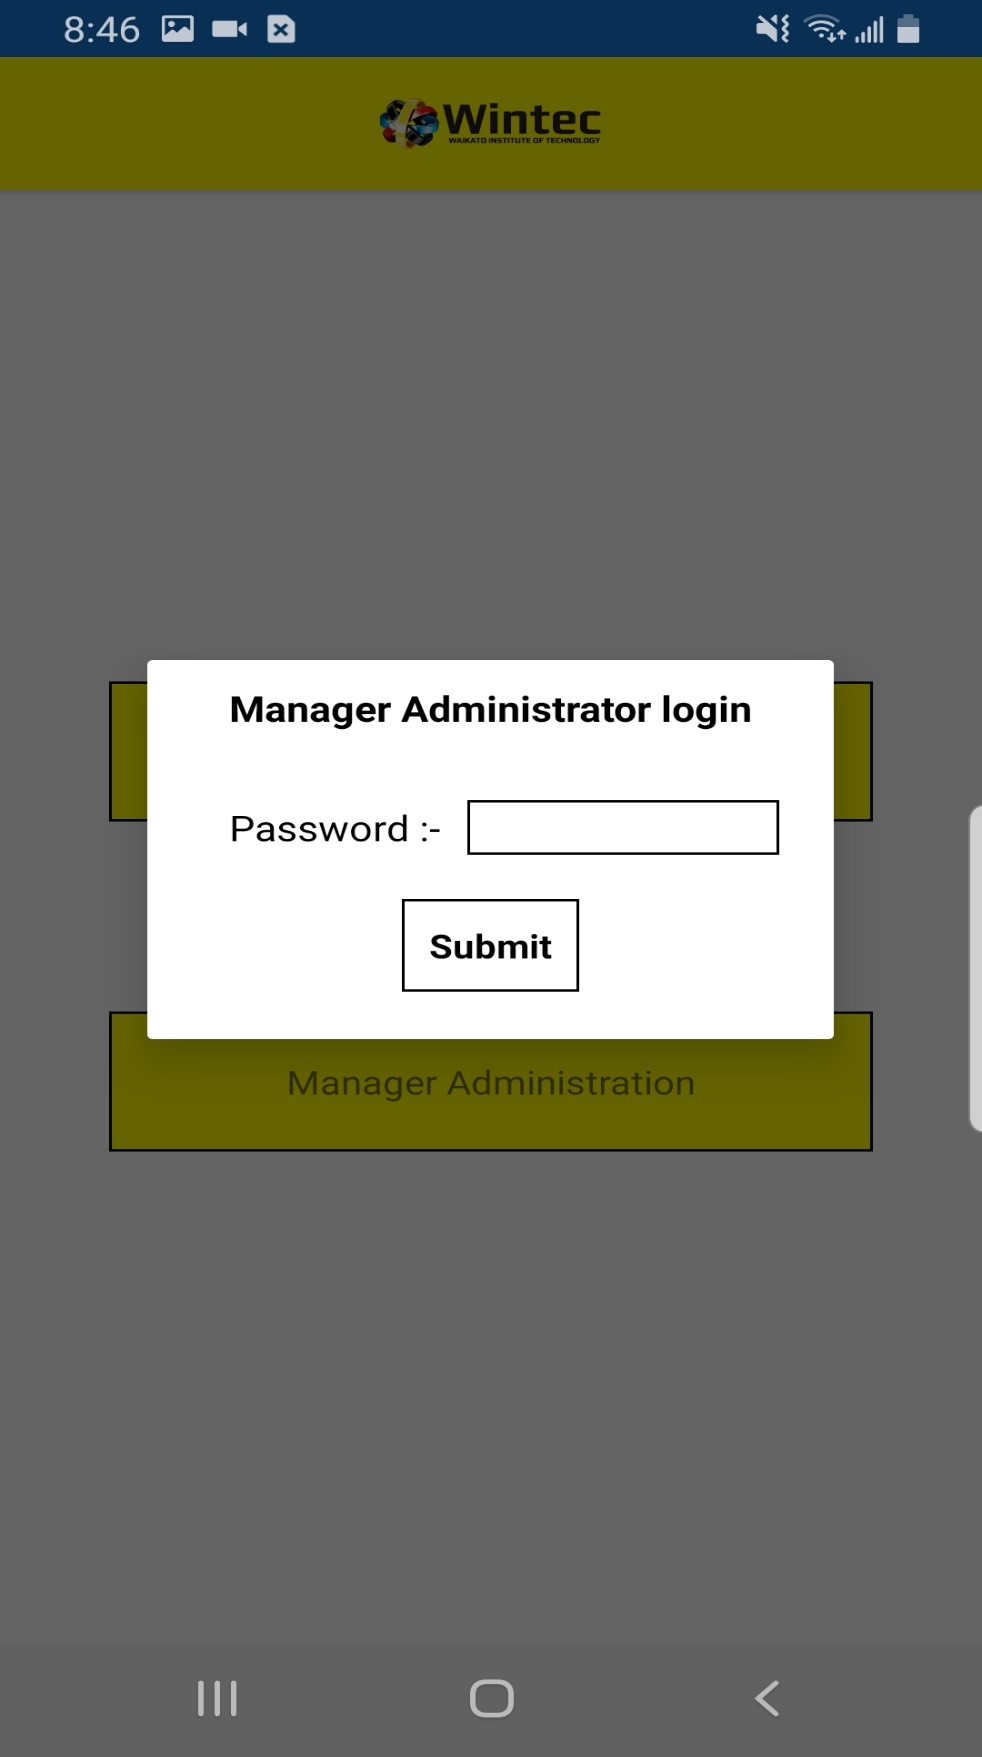 8:46
Wintec
WAIKATO INSTITUTE OF TECHNOLOGY
Manager Administrator login
Password :-
Submit
Manager Administration